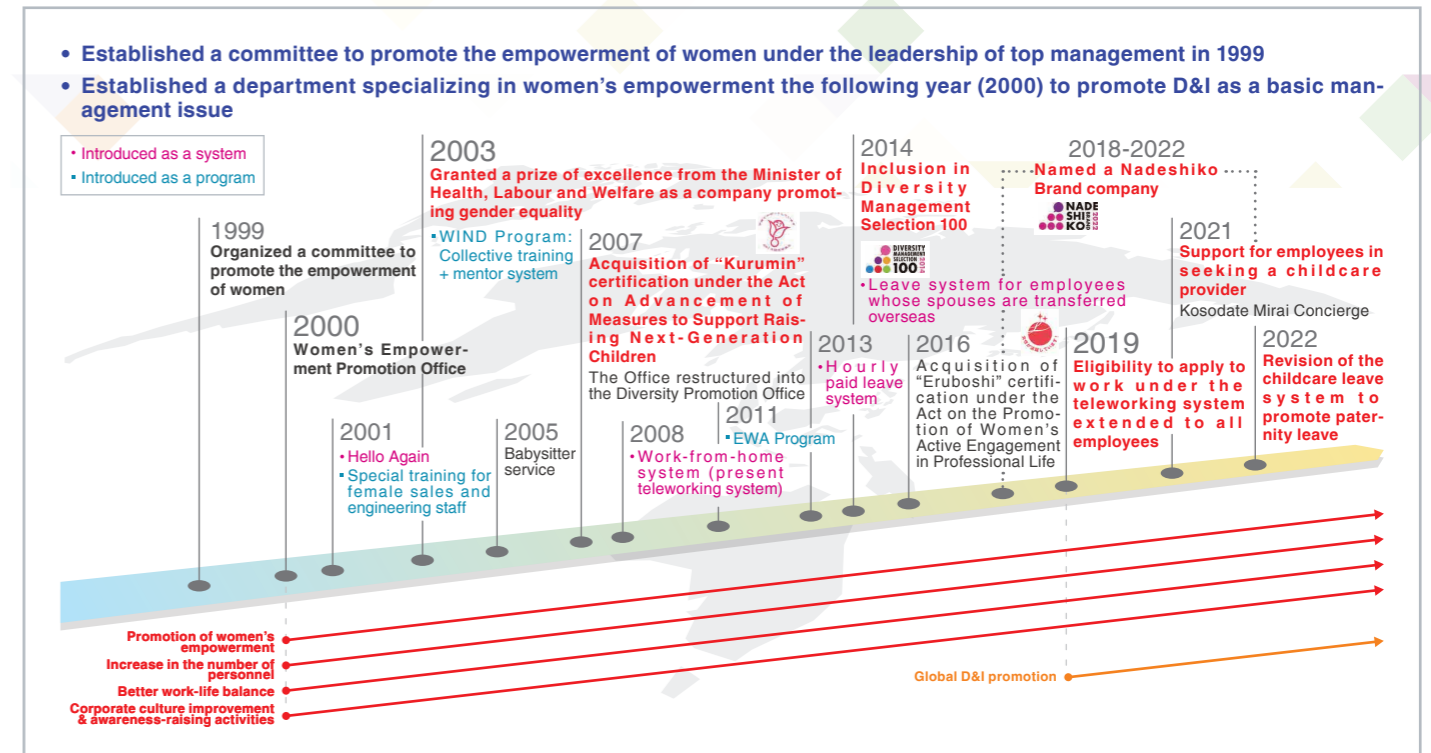 • Established a committee to promote the empowerment of women under the leadership of top management in 1999
• Established a department specializing in women's empowerment the following year (2000) to promote D&I as a basic man-
agement issue
• Introduced as a system
▪ Introduced as a program
1999
Organized a committee to
promote the empowerment
of women
2000
Women's Empower-
ment Promotion Office
2001
• Hello Again
▪ Special training for
female sales and
engineering staff
2003
Granted a prize of excellence from the Minister of
Health, Labour and Welfare as a company promot-
ing gender equality
▪ WIND Program:
Collective training
+ mentor system
2005
Babysitter
service
2007
Acquisition of “Kurumin”
certification under the Act
on Advancement of
Measures to Support Rais-
ing Next-Generation
Children
The Office restructured into
the Diversity Promotion Office
2008
• Work-from-home
system (present
teleworking system)
2011
▪ EWA Program
2013
• Hourly
paid leave
system
2014
Inclusion in
Diversity
Management
Selection 100
DIVERSITY
MANAGEMENT
SELECTION
100
2014
• Leave system for employees
whose spouses are transferred
overseas
2016
Acquisition of
“Eruboshi” certifi-
cation under the
Act on the Promo-
tion of Women's
Active Engagement
in Professional Life
2018-2022
Named a Nadeshiko
Brand company
NADE
SHI
KO
BRAND
2022
2019
Eligibility to apply to
work under the
teleworking system
extended to all
employees
2021
Support for employees in
seeking a childcare
provider
Kosodate Mirai Concierge
2022
Revision of the
childcare leave
system to
promote pater-
nity leave
Promotion of women's
empowerment
Increase in the number of
personnel
Better work-life balance
Corporate culture improvement
& awareness-raising activities
Global D&I promotion